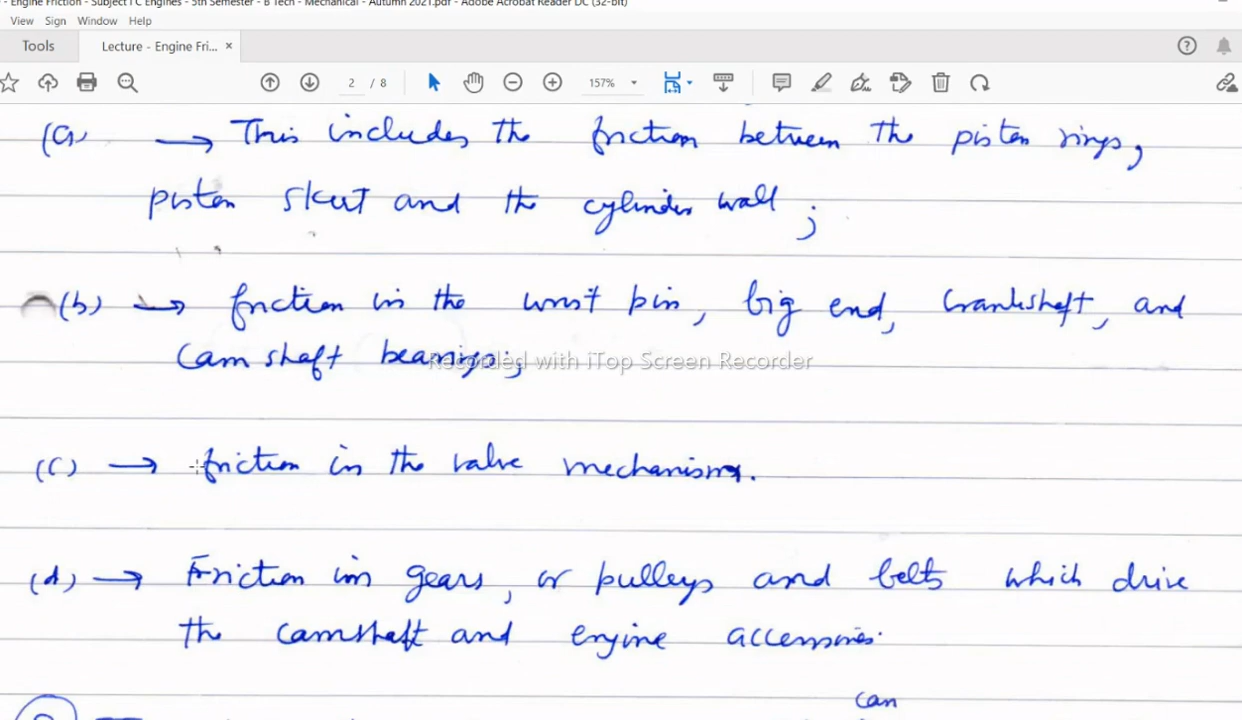 - Engine Friction - Subject I C Engines - 5th Semester - B Tech - Mechanical - Autumn 2021.pdf - Adobe Acrobat Reader DC (32-bit)
View Sign Window Help
Tools Lecture - Engine Fri... ×
2 / 8 157%
(a) → This includes the friction between the piston rings,
piston skirt and the cylinder wall;
(b) → friction in the wrist pin, big end, crankshaft, and
camshaft bearings;
Recorded with iTop Screen Recorder
(c) → friction in the valve mechanism.
(d) → Friction in gears, or pulleys and belts which drive
the camshaft and engine accessories.
can